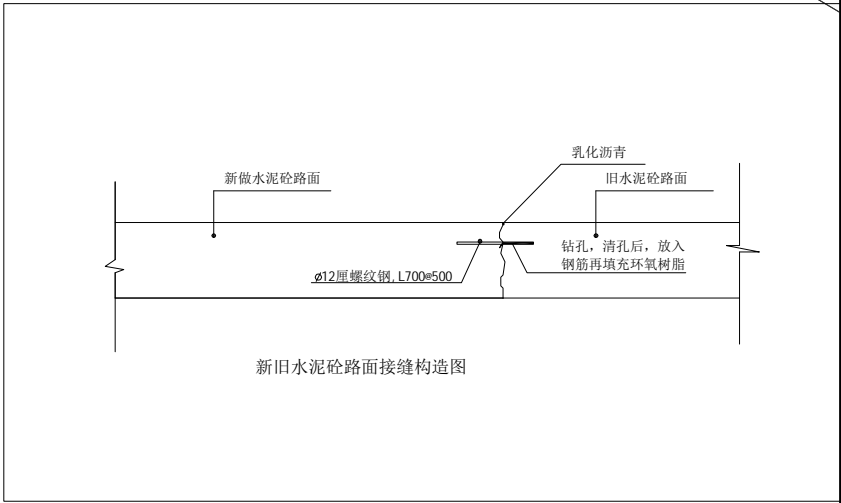 乳化沥青
新做水泥砼路面
旧水泥砼路面
钻孔，清孔后，放入
钢筋再填充环氧树脂
ø12厘螺纹钢, L700@500
新旧水泥砼路面接缝构造图